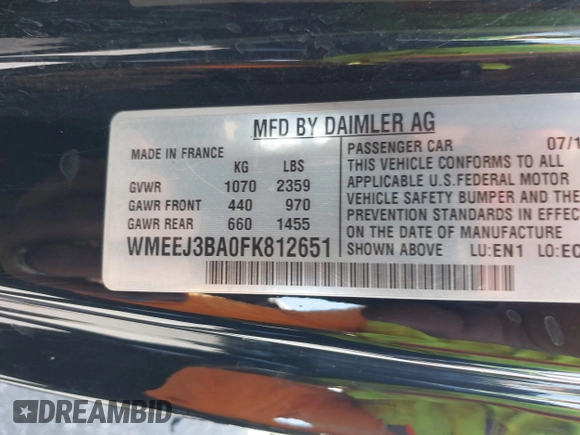 MFD BY DAIMLER AG
MADE IN FRANCE
KG LBS
GVWR 1070 2359
GAWR FRONT 440 970
GAWR REAR 660 1455
WMEEJ3BA0FK812651
PASSENGER CAR 07/1
THIS VEHICLE CONFORMS TO ALL
APPLICABLE U.S.FEDERAL MOTOR
VEHICLE SAFETY BUMPER AND THE
PREVENTION STANDARDS IN EFFEC
ON THE DATE OF MANUFACTURE
SHOWN ABOVE LU:EN1 LO:EC
DREAMBID